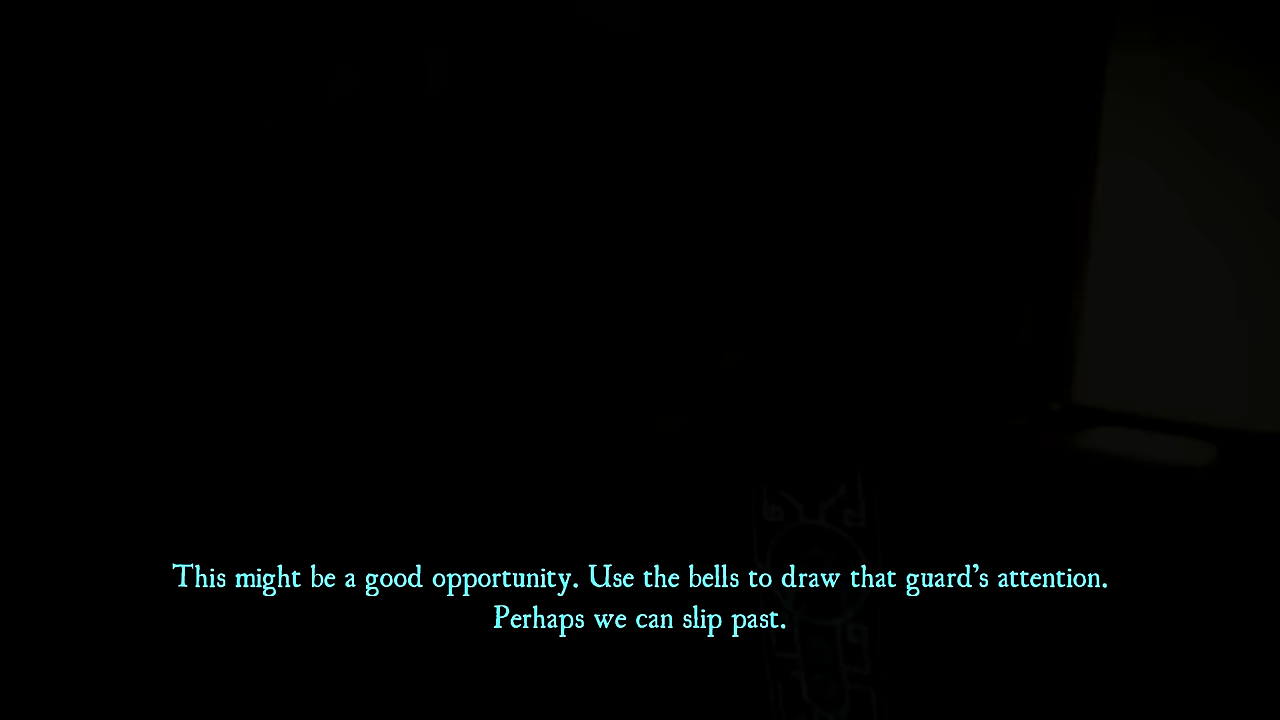 This might be a good opportunity. Use the bells to draw that guard's attention.
Perhaps we can slip past.